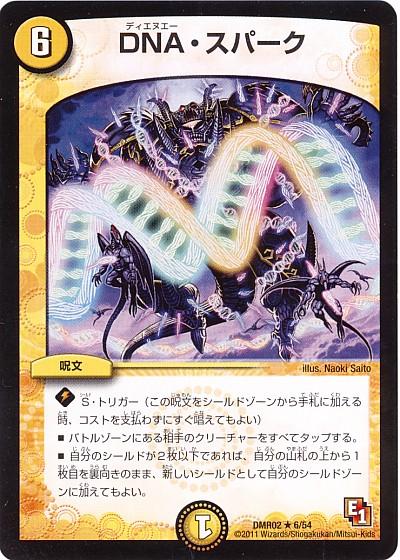 6
ディエヌエー
DNA・スパーク
呪文
illus. Naoki Saito
S・トリガー（この呪文をシールドゾーンから手札に加える
時、コストを支払わずにすぐ唱えてもよい）
■ バトルゾーンにある相手のクリーチャーをすべてタップする。
■ 自分のシールドが2枚以下であれば、自分の山札の上から1
枚目を裏向きのまま、新しいシールドとして自分のシールドゾー
ンに加えてもよい。
1
DMR02 ★ 6/54
©2011 Wizards/Shogakukan/Mitsui-Kids
E1